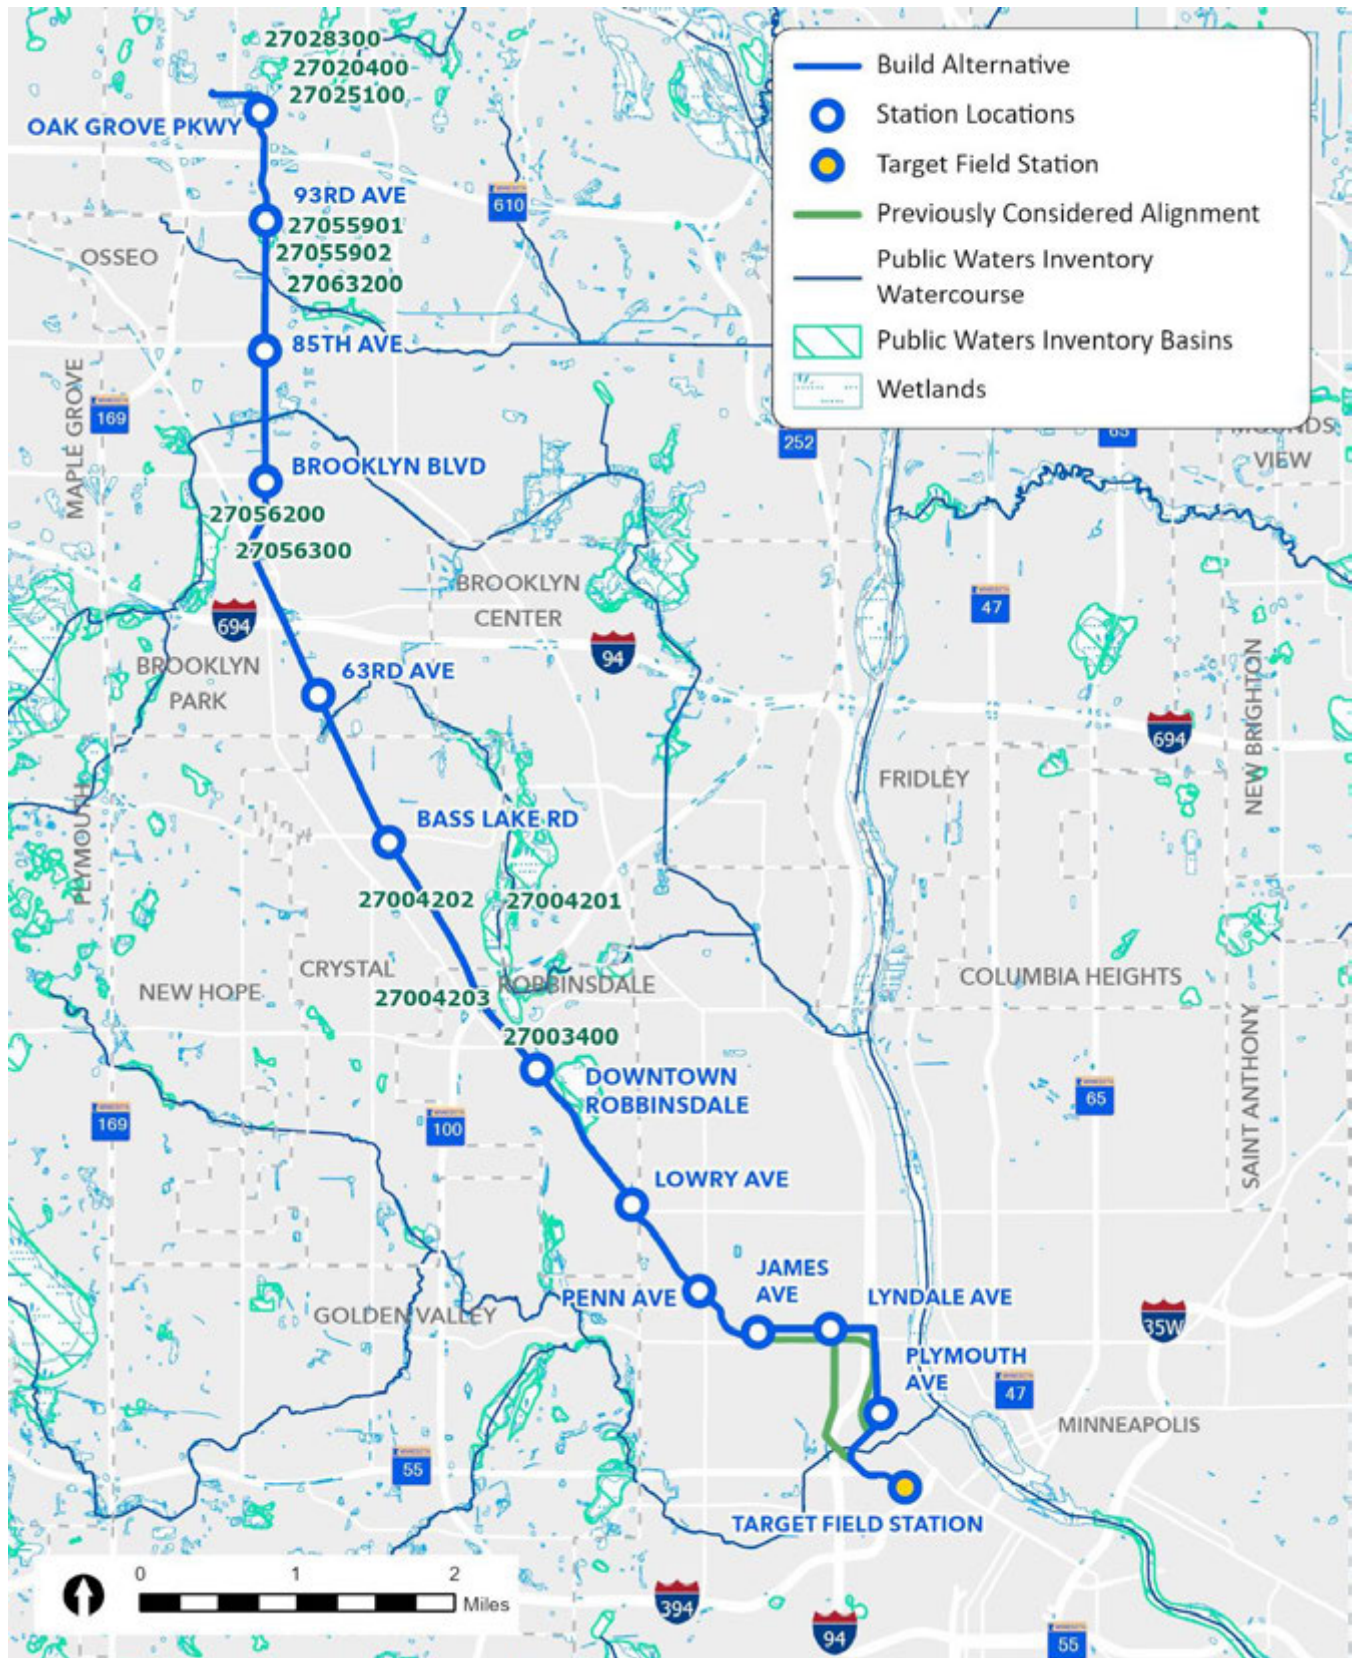 27028300
27020400
27025100
OAK GROVE PKWY
93RD AVE
27055901
27055902
27063200
OSSEO
610
85TH AVE
MAPLE GROVE
169
BROOKLYN BLVD
27056200
27056300
Build Alternative
Station Locations
Target Field Station
Previously Considered Alignment
Public Waters Inventory
Watercourse
Public Waters Inventory Basins
Wetlands
252
65
MOUNDS
VIEW
BROOKLYN
CENTER
694
94
47
BROOKLYN
PARK
63RD AVE
NEW BRIGHTON
694
FRIDLEY
PLYMOUTH
BASS LAKE RD
27004202
27004201
CRYSTAL
NEW HOPE
ROBBINSDALE
COLUMBIA HEIGHTS
27004203
27003400
DOWNTOWN
ROBBINSDALE
169
100
65
SAINT ANTHONY
LOWRY AVE
JAMES
AVE
PENN AVE
LYNDALE AVE
GOLDEN VALLEY
35W
PLYMOUTH
AVE
47
MINNEAPOLIS
55
TARGET FIELD STATION
0 1 2
Miles
394
94
55